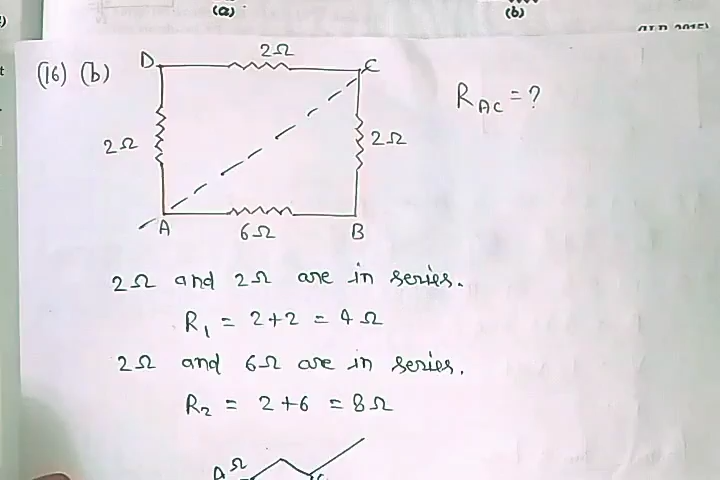 (a)
(b)
(16) (b)
D
2Ω
C
R AC = ?
2Ω
2Ω
A
6Ω
B
2Ω and 2Ω are in series.
R₁ = 2+2 = 4Ω
2Ω and 6Ω are in series.
R₂ = 2+6 = 8Ω
Ω